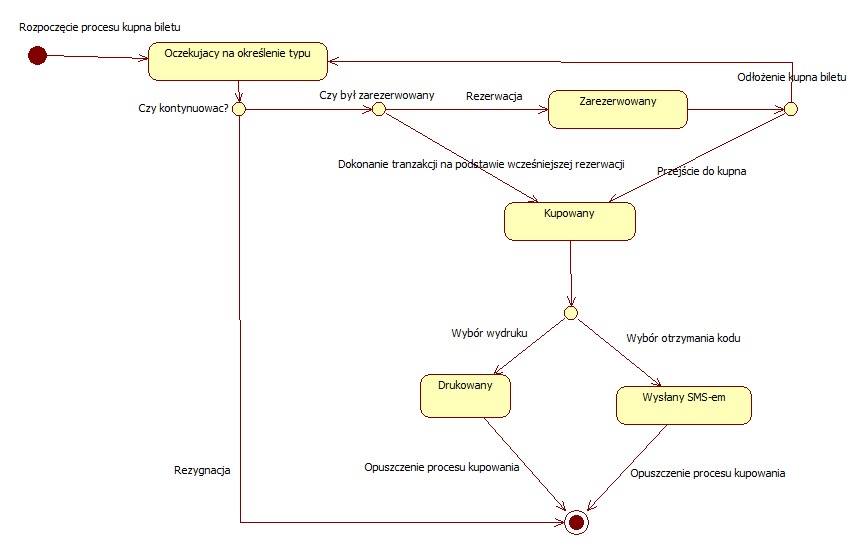 Rozpoczęcie procesu kupna biletu
Oczekujacy na określenie typu
Odłożenie kupna biletu
Czy kontynuowac?
Czy był zarezerwowany
Rezerwacja
Zarezerwowany
Dokonanie tranzakcji na podstawie wcześniejszej rezerwacji
Przejście do kupna
Kupowany
Wybór wydruku
Wybór otrzymania kodu
Drukowany
Wysłany SMS-em
Rezygnacja
Opuszczenie procesu kupowania
Opuszczenie procesu kupowania